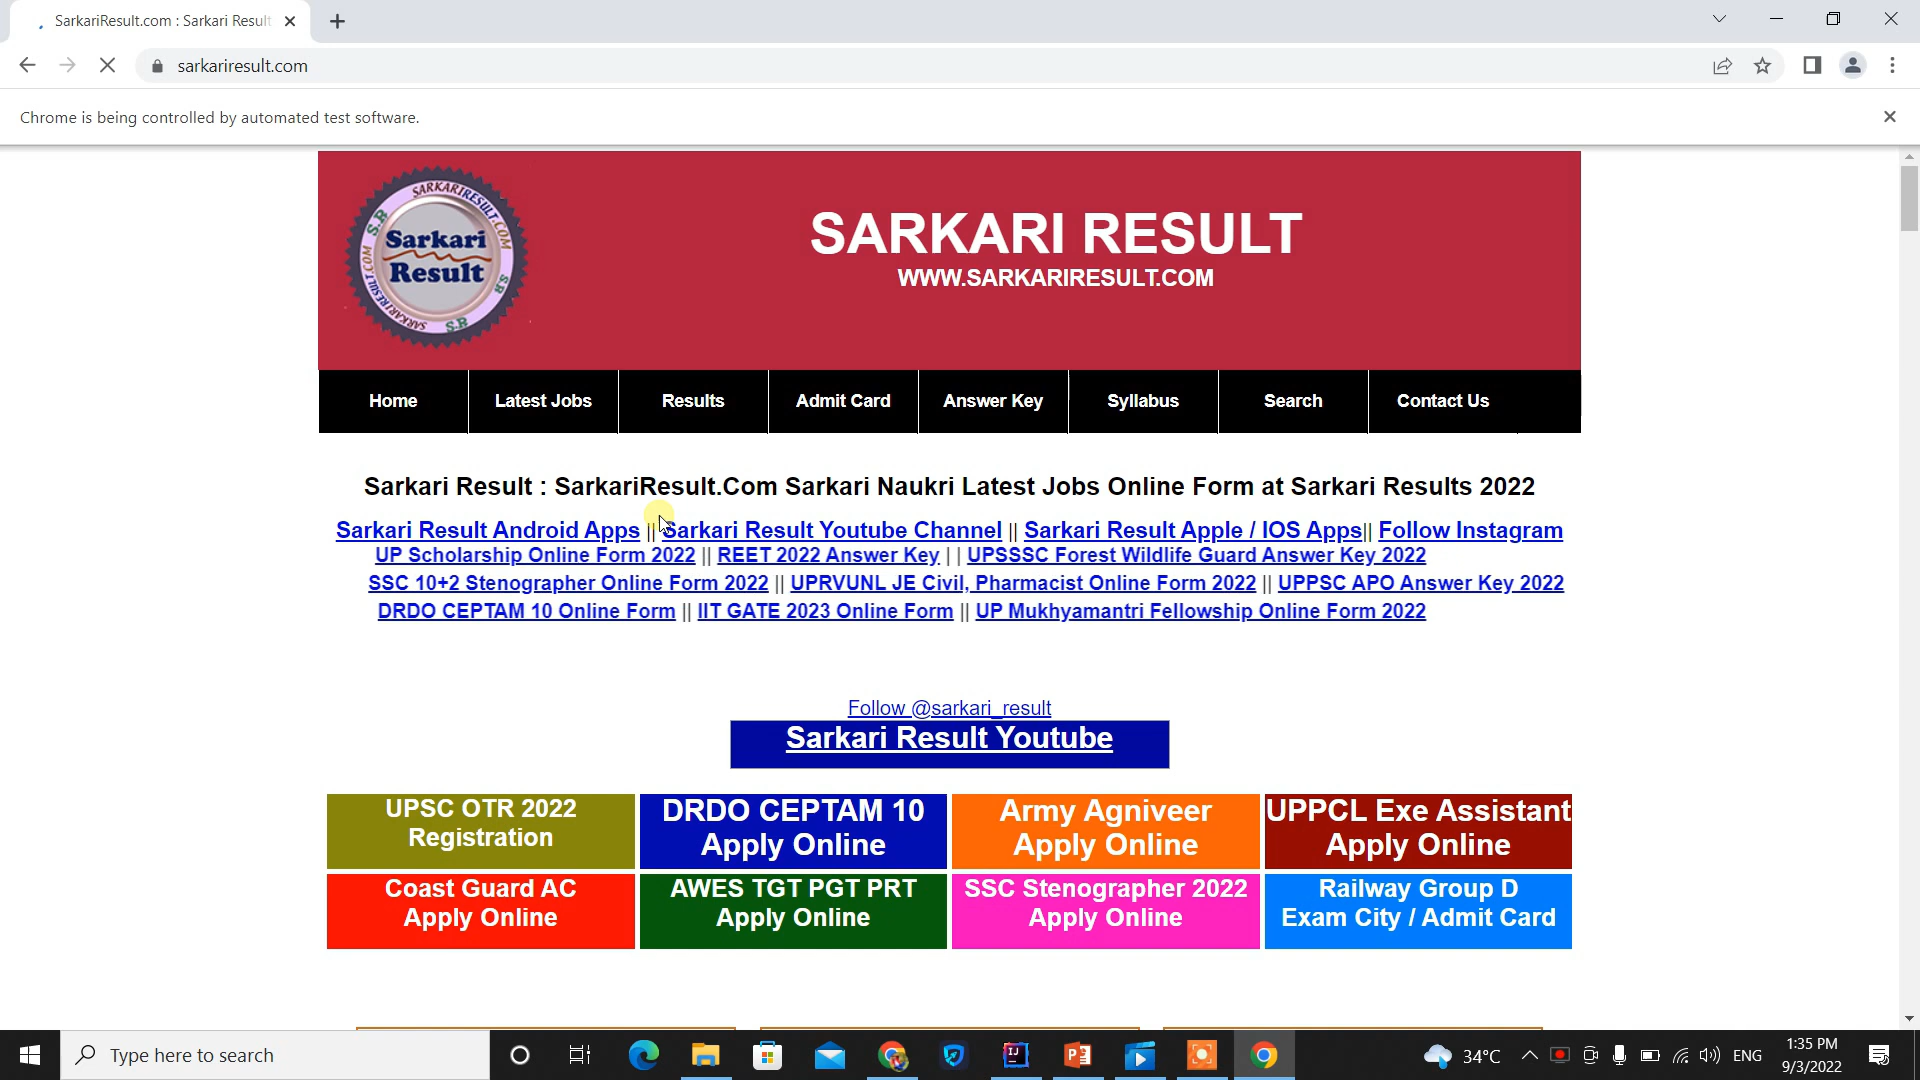 SarkariResult.com : Sarkari Result
sarkariresult.com
Chrome is being controlled by automated test software.
SARKARIRESULT.COM
S.R
S.R
Sarkari
Result
SARKARIRESULT.COM
S.R
SARKARI RESULT
WWW.SARKARIRESULT.COM
Home Latest Jobs Results Admit Card Answer Key Syllabus Search Contact Us
Sarkari Result : SarkariResult.Com Sarkari Naukri Latest Jobs Online Form at Sarkari Results 2022
Sarkari Result Android Apps || Sarkari Result Youtube Channel || Sarkari Result Apple / IOS Apps|| Follow Instagram
UP Scholarship Online Form 2022 || REET 2022 Answer Key | | UPSSSC Forest Wildlife Guard Answer Key 2022
SSC 10+2 Stenographer Online Form 2022 || UPRVUNL JE Civil, Pharmacist Online Form 2022 || UPPSC APO Answer Key 2022
DRDO CEPTAM 10 Online Form || IIT GATE 2023 Online Form || UP Mukhyamantri Fellowship Online Form 2022
Follow @sarkari_result
Sarkari Result Youtube
UPSC OTR 2022
Registration
DRDO CEPTAM 10
Apply Online
Army Agniveer
Apply Online
UPPCL Exe Assistant
Apply Online
Coast Guard AC
Apply Online
AWES TGT PGT PRT
Apply Online
SSC Stenographer 2022
Apply Online
Railway Group D
Exam City / Admit Card
Type here to search
34°C
ENG
1:35 PM
9/3/2022